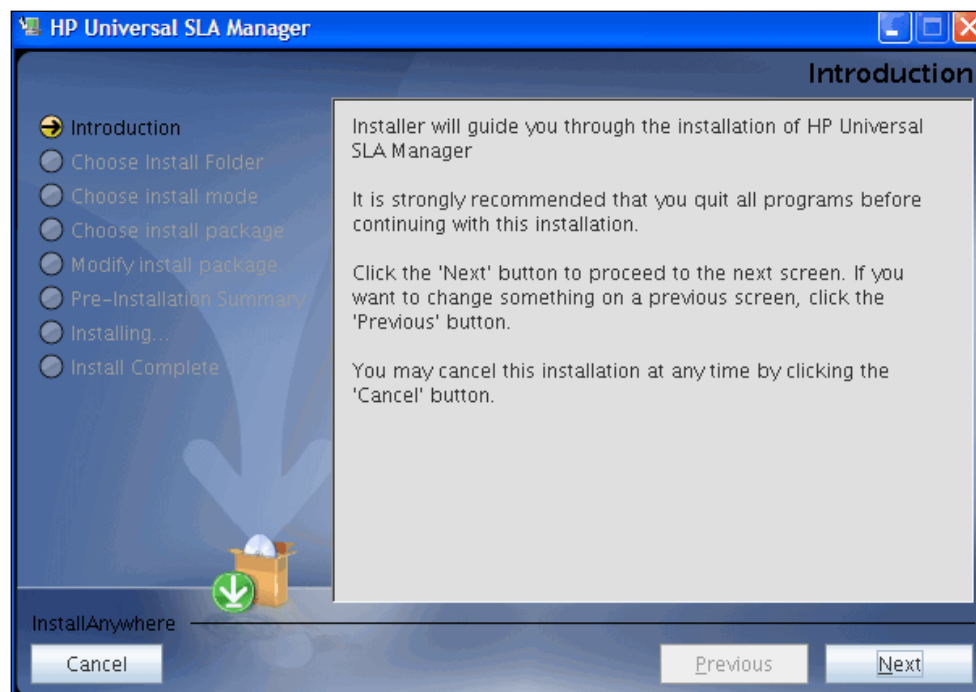 HP Universal SLA Manager
Introduction
Introduction
Choose Install Folder
Choose install mode
Choose install package
Modify install package
Pre-Installation Summary
Installing...
Install Complete
Installer will guide you through the installation of HP Universal
SLA Manager
It is strongly recommended that you quit all programs before
continuing with this installation.
Click the 'Next' button to proceed to the next screen. If you
want to change something on a previous screen, click the
'Previous' button.
You may cancel this installation at any time by clicking the
'Cancel' button.
InstallAnywhere
Cancel
Previous
Next